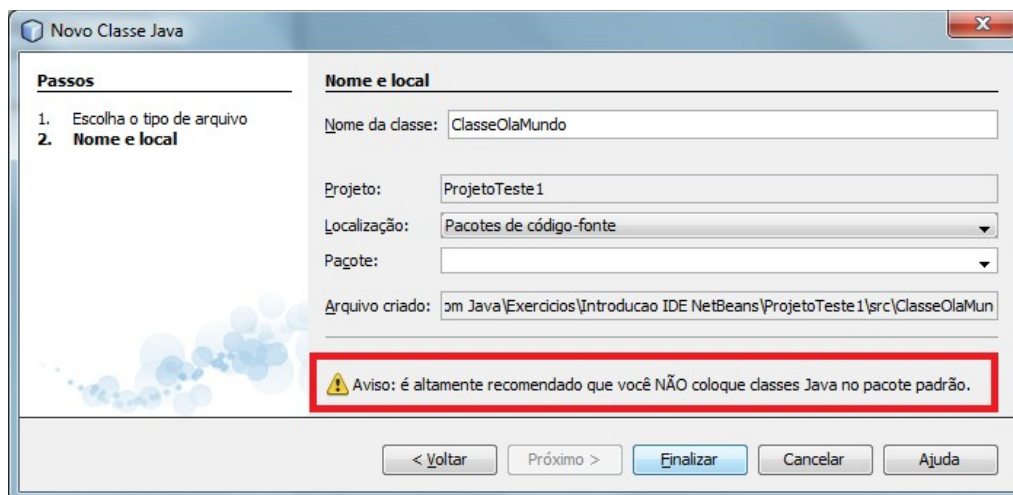 Novo Classe Java
Passos
1. Escolha o tipo de arquivo
2. Nome e local
Nome e local
Nome da classe: ClasseOlaMundo
Projeto: ProjetoTeste1
Localização: Pacotes de código-fonte
Pacote:
Arquivo criado: om Java\Exercicios\Introducao IDE NetBeans\ProjetoTeste1\src\ClasseOlaMun
Aviso: é altamente recomendado que você NÃO coloque classes Java no pacote padrão.
< Voltar Próximo > Finalizar Cancelar Ajuda